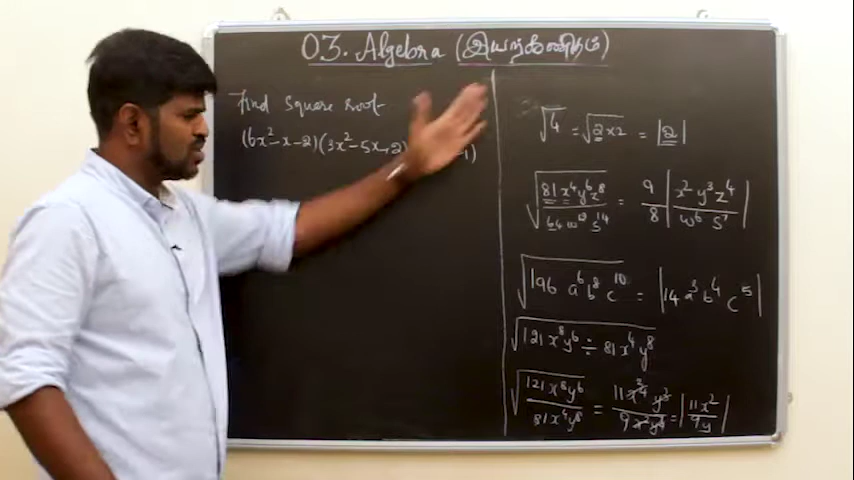 03. Algebra (இயற்கணிதம்)
Find Square root
(6x²-x-2)(3x²-5x+2) -1)
√4 = √2×2 = |2|
√81x⁴y⁶z⁸/64w¹²s¹⁴ = 9/8 |x²y³z⁴/w⁶s⁷|
√196 a⁶b⁸c¹⁰ = |14a³b⁴c⁵|
√121x⁸y⁶ ÷ 81x⁴y⁸
√121x⁸y⁶/81x⁴y⁸ = 11x⁴y³/9x²y⁴ = |11x²/9y|